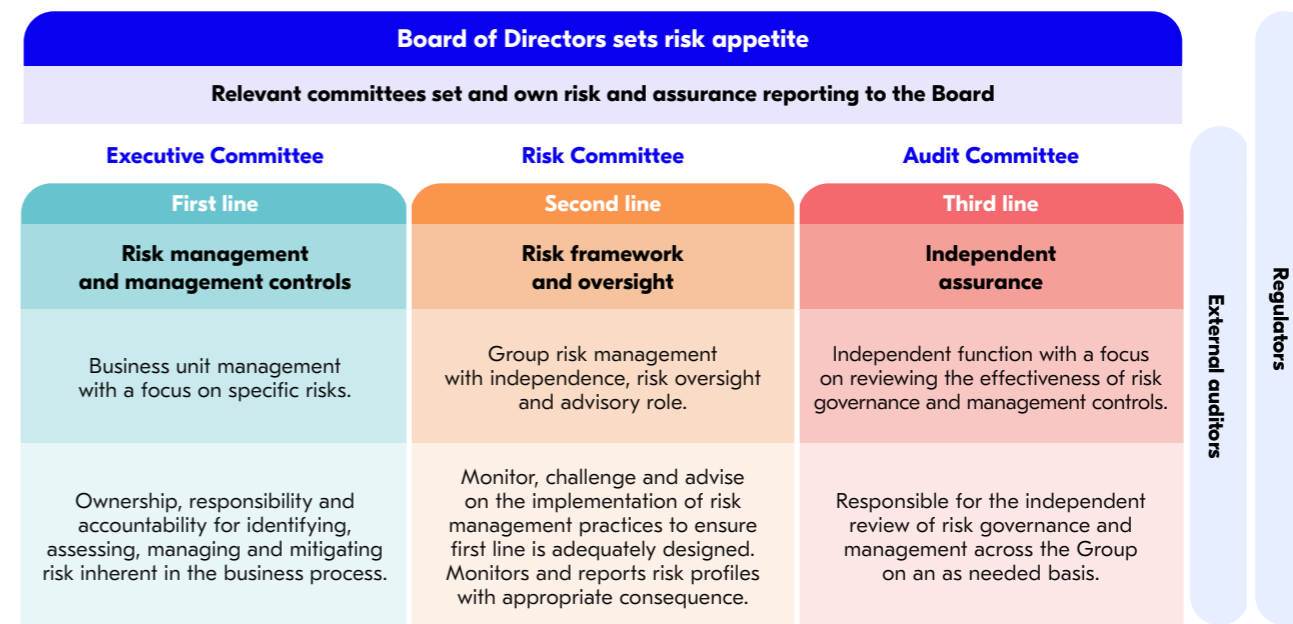 Board of Directors sets risk appetite
Relevant committees set and own risk and assurance reporting to the Board
Executive Committee
First line
Risk management
and management controls
Business unit management
with a focus on specific risks.
Ownership, responsibility and
accountability for identifying,
assessing, managing and mitigating
risk inherent in the business process.
Risk Committee
Second line
Risk framework
and oversight
Group risk management
with independence, risk oversight
and advisory role.
Monitor, challenge and advise
on the implementation of risk
management practices to ensure
first line is adequately designed.
Monitors and reports risk profiles
with appropriate consequence.
Audit Committee
Third line
Independent
assurance
Independent function with a focus
on reviewing the effectiveness of risk
governance and management controls.
Responsible for the independent
review of risk governance and
management across the Group
on an as needed basis.
External auditors
Regulators